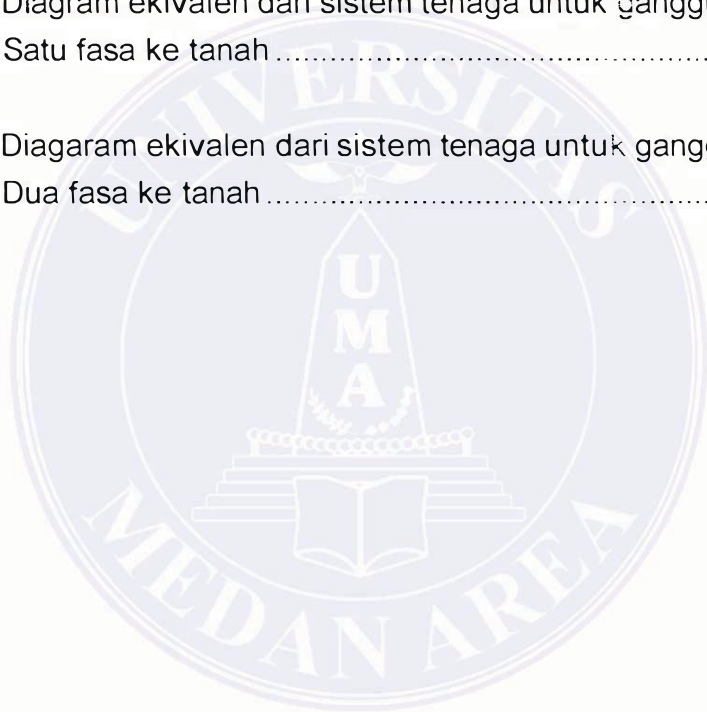 Diagram ekivalen dari sistem tenaga untuk
Satu fasa ke tanah ..........................................
Diagaram ekivalen dari sistem tenaga untuk
Dua fasa ke tanah ..........................................
UNIVERSITAS
UMA
MEDAN AREA